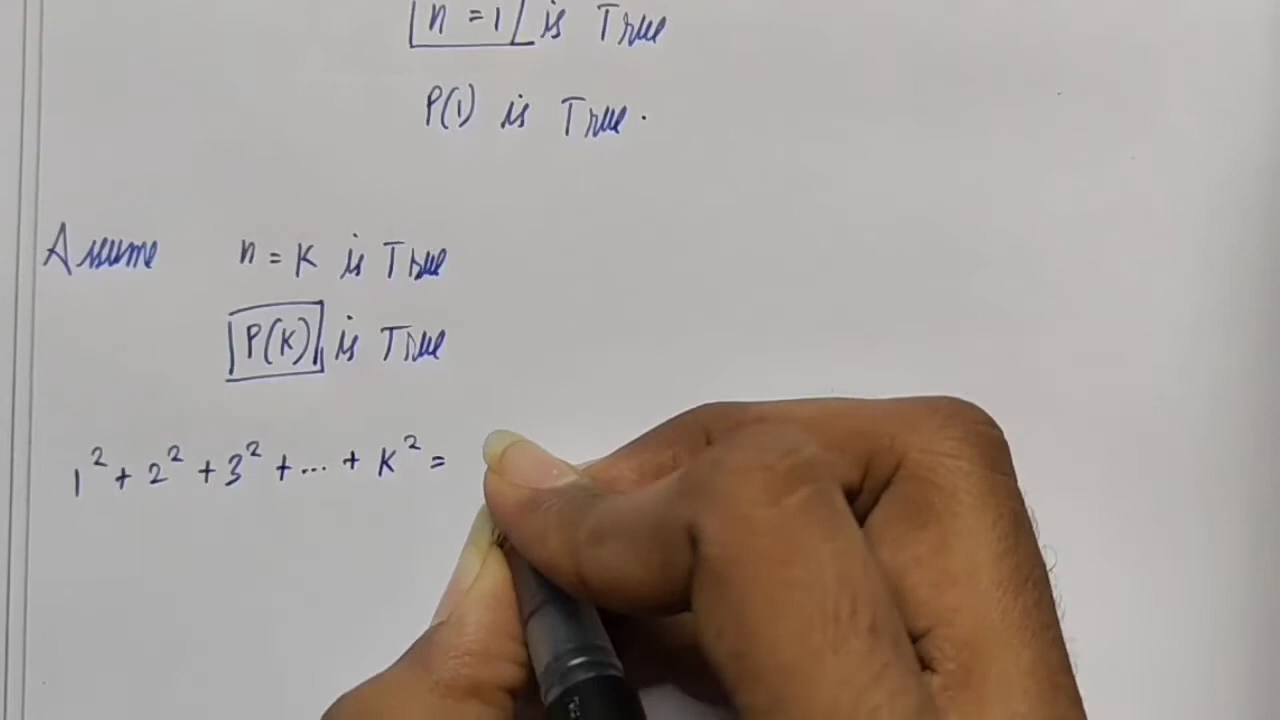 n = 1 is True
P(1) is True.
Assume n = K is True
P(K) is True
1² + 2² + 3² + ... + K² =